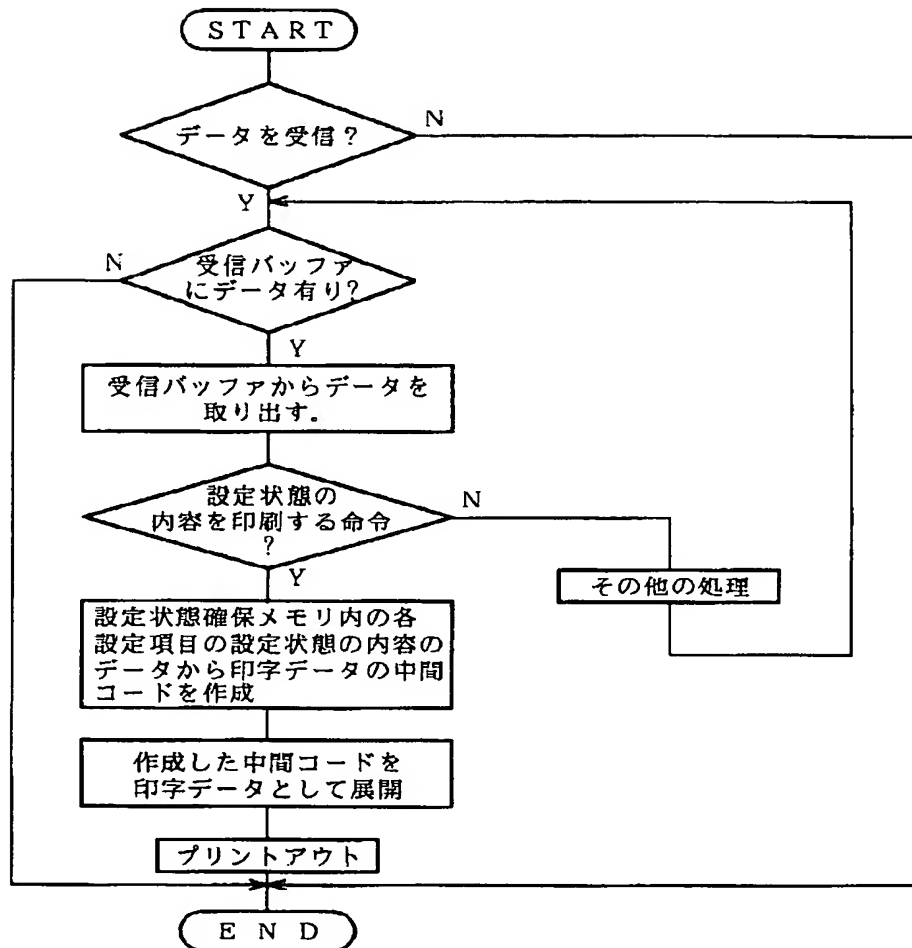 START
データを受信？
N
Y
N
受信バッファ
にデータ有り？
Y
受信バッファからデータを
取り出す。
設定状態の
内容を印刷する命令
？
N
Y
その他の処理
設定状態確保メモリ内の各
設定項目の設定状態の内容の
データから印字データの中間
コードを作成
作成した中間コードを
印字データとして展開
プリントアウト
END